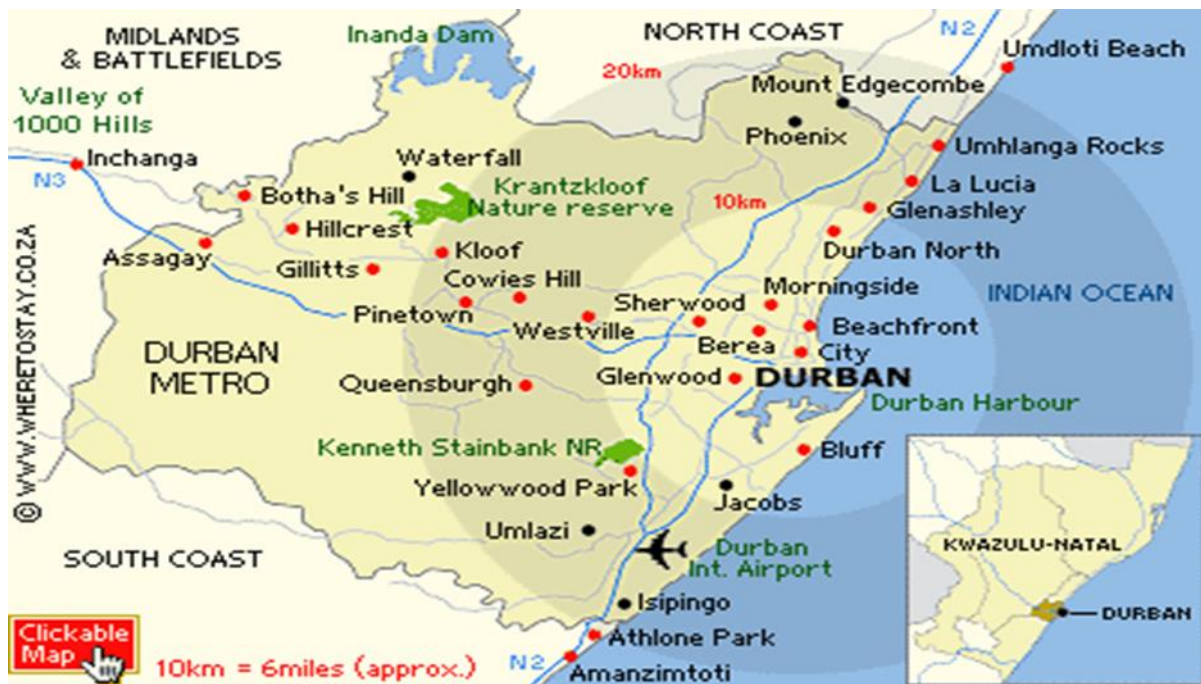 MIDLANDS
& BATTLEFIELDS
Inanda Dam
NORTH COAST
N2
Umdloti Beach
20km
Mount Edgecombe
Valley of
1000 Hills
Phoenix
Umhlanga Rocks
Inchanga
Waterfall
N3
Botha's Hill
Krantzkloof
Nature reserve
10km
La Lucia
Glenashley
Hillcrest
Assagay
Gillitts
Kloof
Durban North
Cowies Hill
Morningside
INDIAN OCEAN
Pinetown
Sherwood
Westville
Beachfront
Berea
City
DURBAN
METRO
Queensburgh
Glenwood
DURBAN
Durban Harbour
Kenneth Stainbank NR
Bluff
Yellowwood Park
Jacobs
Umlazi
Durban
Int. Airport
SOUTH COAST
Isipingo
Athlone Park
N2
Amanzimtoti
KWAZULU-NATAL
DURBAN
Clickable
Map
10km = 6miles (approx.)
© WWW.WHERETOSTAY.CO.ZA